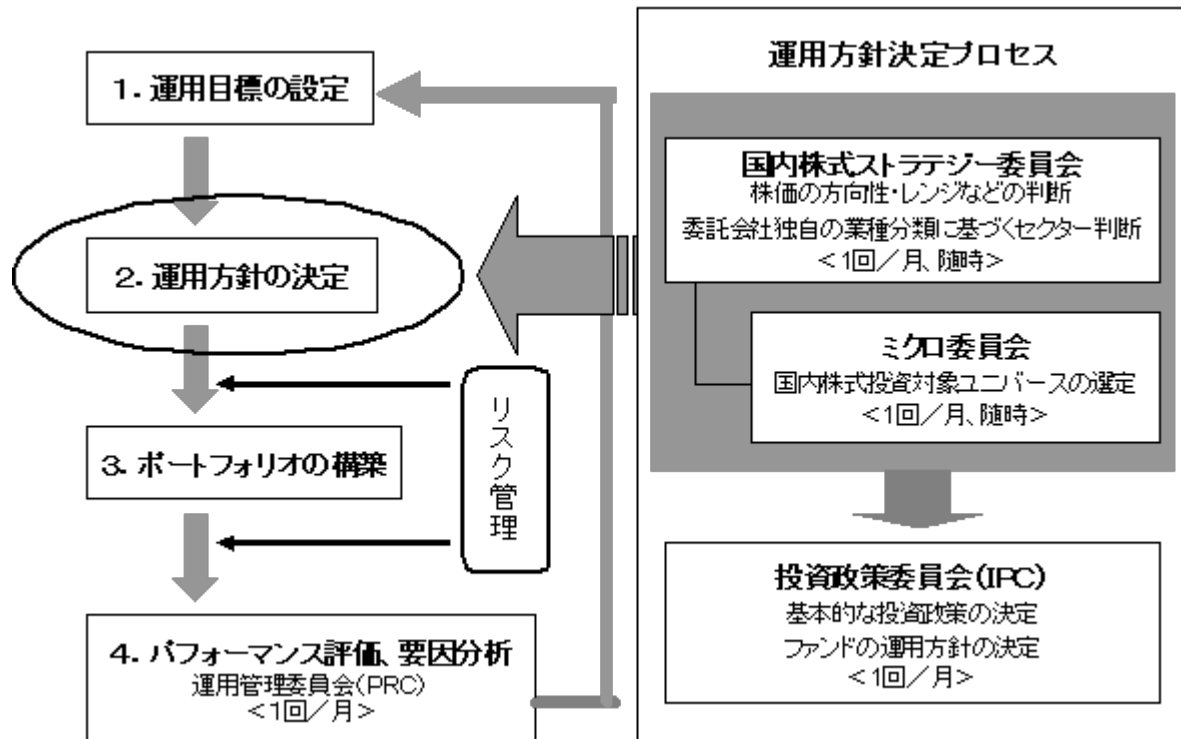 1．運用目標の設定
2．運用方針の決定
リスク管理
3．ポートフォリオの構築
4．パフォーマンス評価、要因分析
運用管理委員会(PRC)
＜1回／月＞
運用方針決定プロセス
国内株式ストラテジー委員会
株価の方向性・レンジなどの判断
委託会社独自の業種分類に基づくセクター判断
＜1回／月、随時＞
ミクロ委員会
国内株式投資対象ユニバースの選定
＜1回／月、随時＞
投資政策委員会(IPC)
基本的な投資政策の決定
ファンドの運用方針の決定
＜1回／月＞